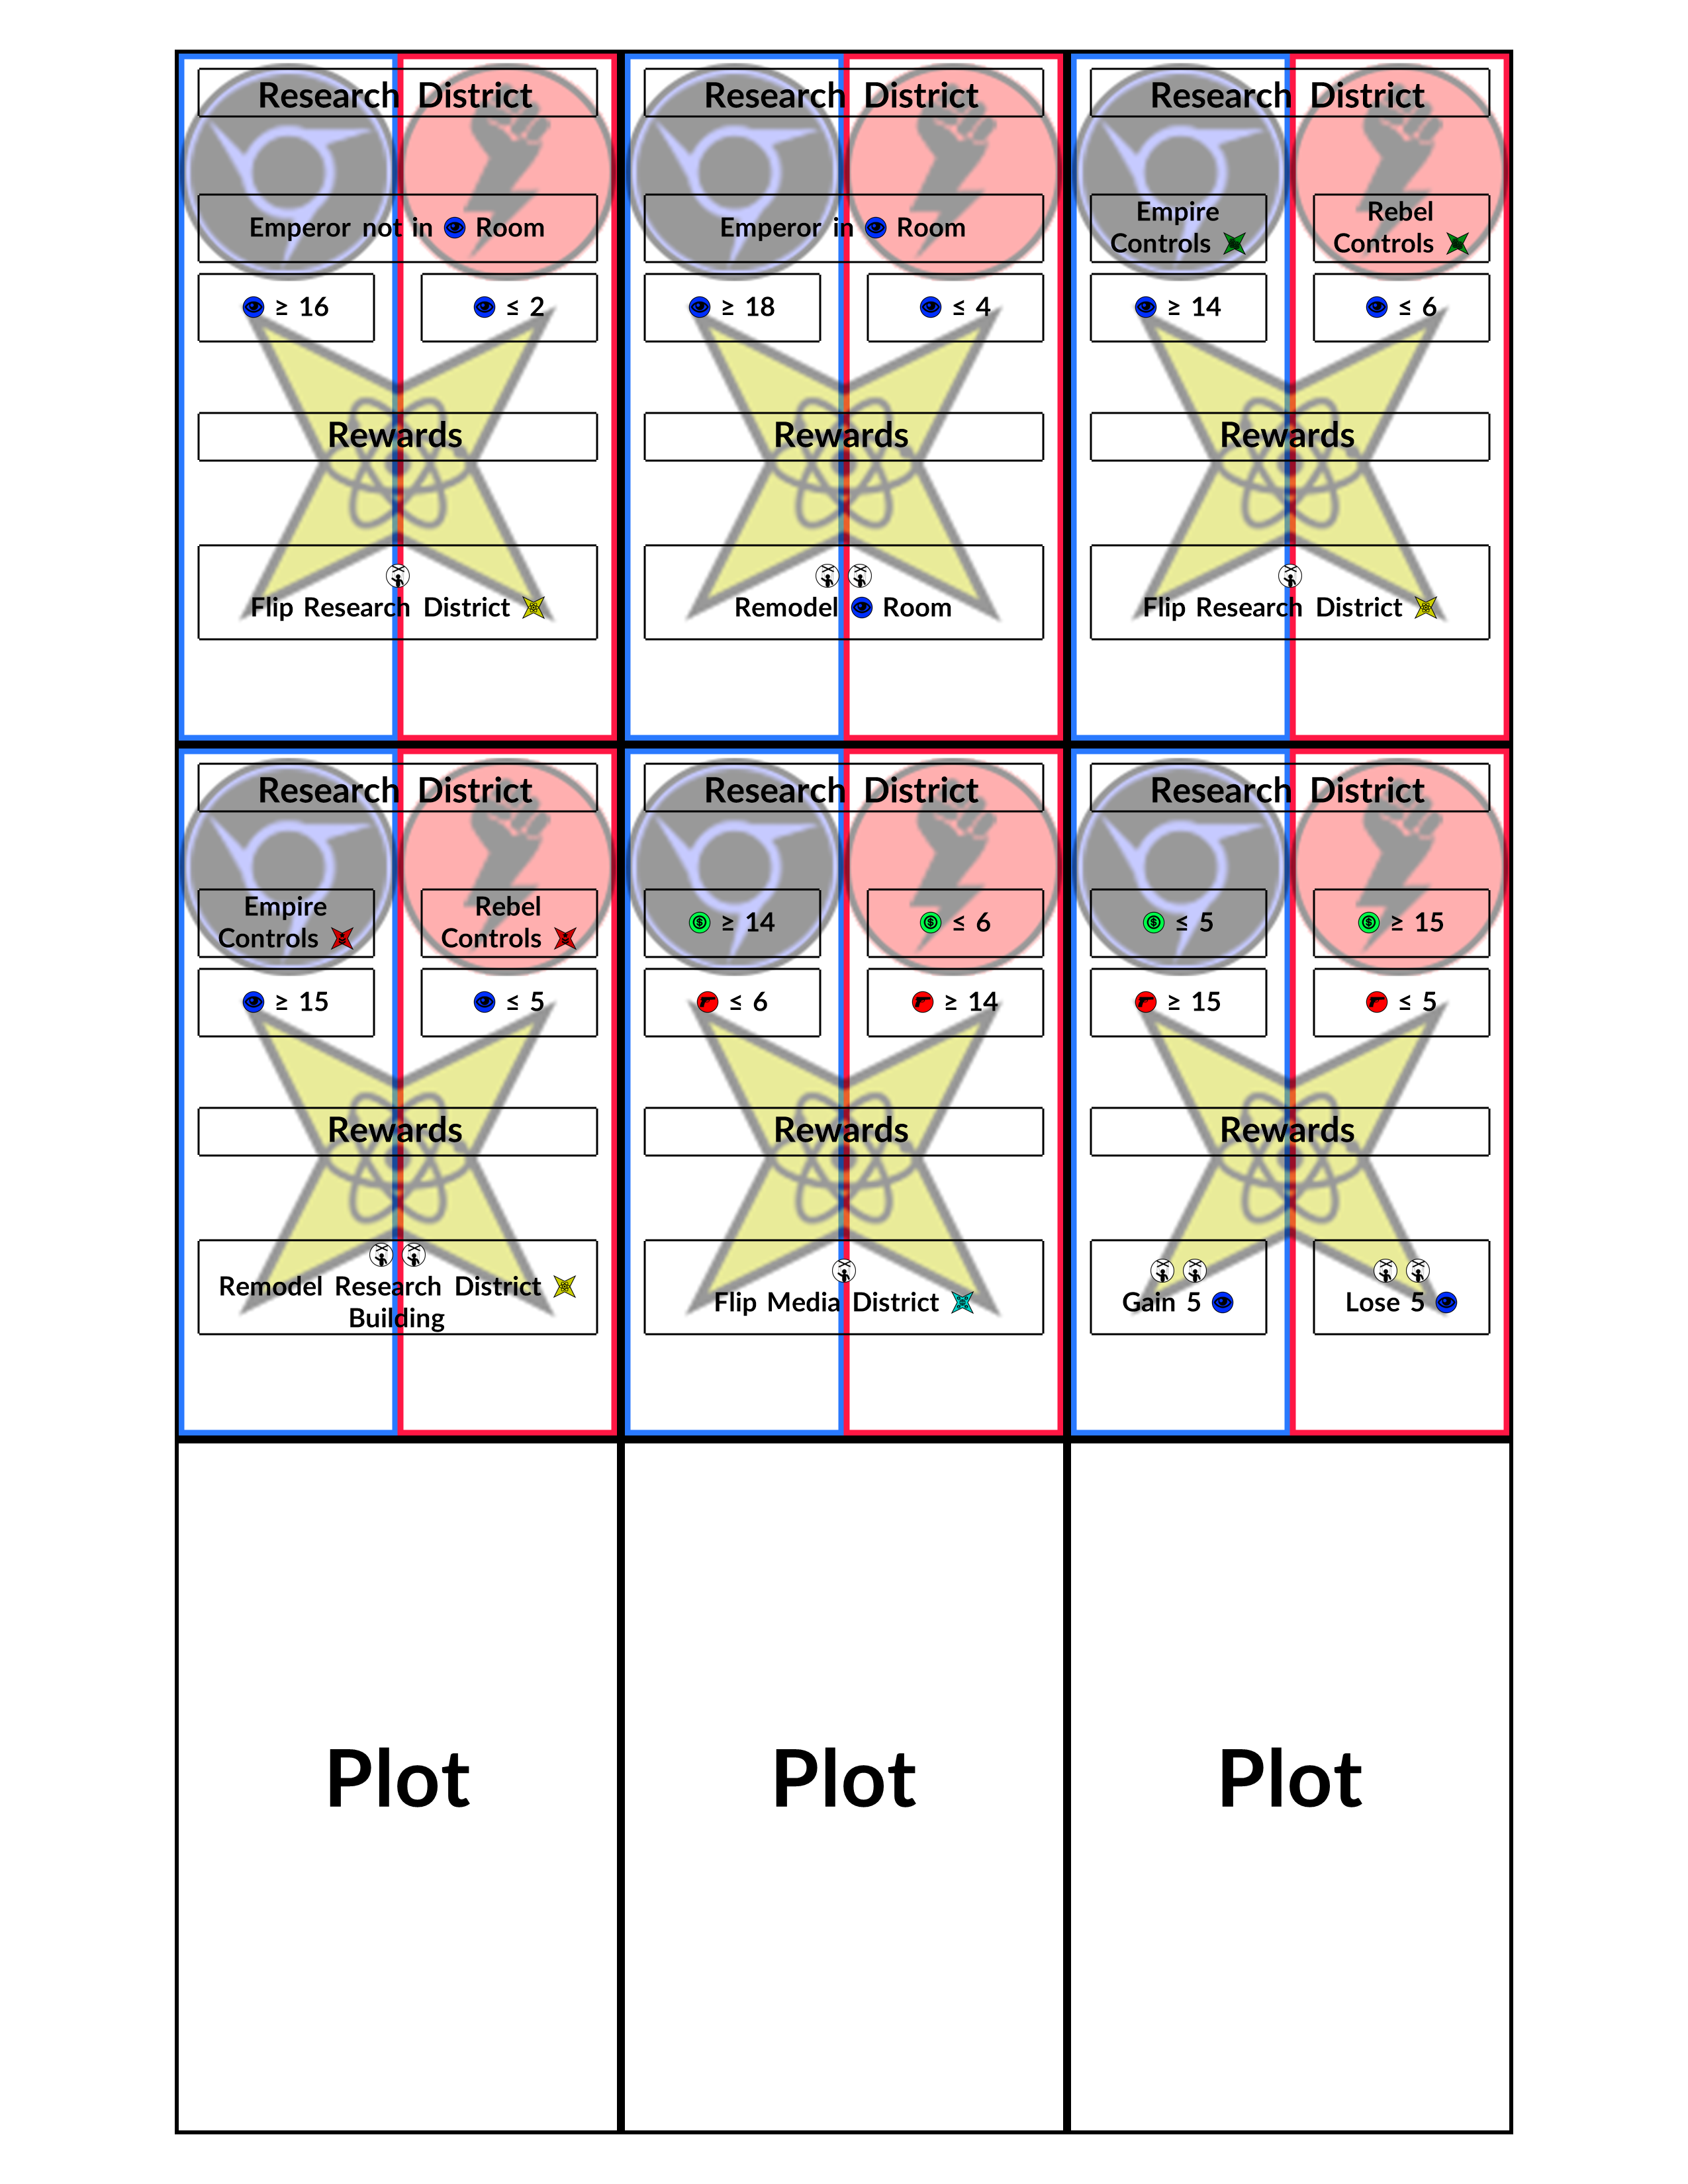 Research District
Emperor not in Room
≥ 16
≤ 2
Rewards
Flip Research District
Research District
Emperor in Room
≥ 18
≤ 4
Rewards
Remodel Room
Research District
Empire
Controls
Rebel
Controls
≥ 14
≤ 6
Rewards
Flip Research District
Research District
Empire
Controls
Rebel
Controls
≥ 15
≤ 5
Rewards
Remodel Research District
Building
Research District
$ ≥ 14
$ ≤ 6
≤ 6
≥ 14
Rewards
Flip Media District
Research District
$ ≤ 5
$ ≥ 15
≥ 15
≤ 5
Rewards
Gain 5
Lose 5
Plot
Plot
Plot